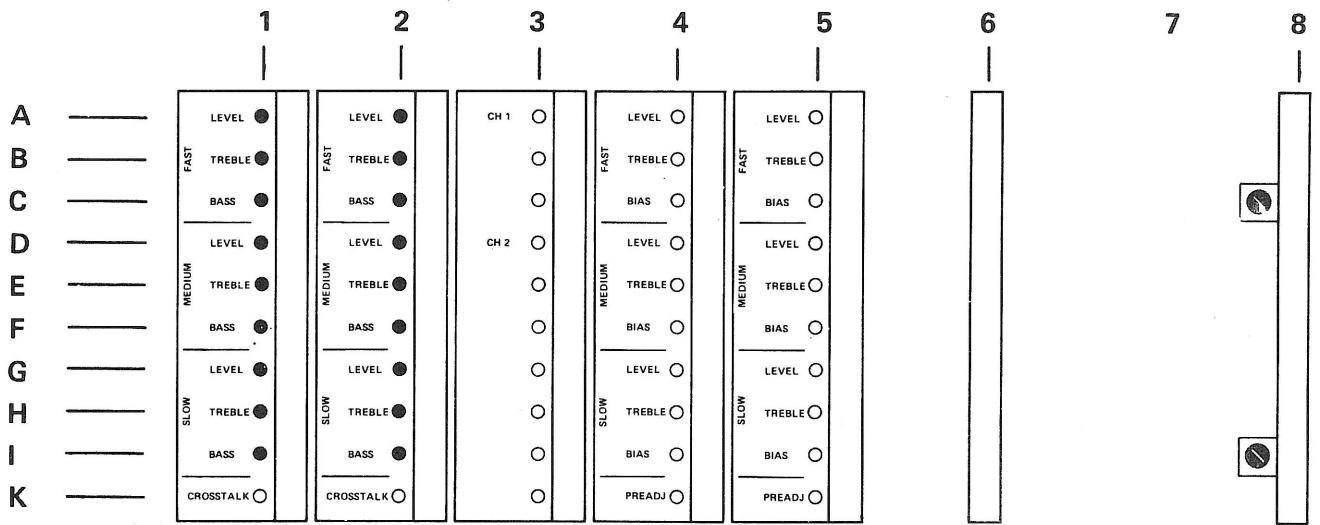 1 2 3 4 5 6 7 8
A LEVEL LEVEL CH 1 LEVEL LEVEL
B TREBLE TREBLE TREBLE TREBLE
FAST FAST FAST FAST
C BASS BASS BIAS BIAS
D LEVEL LEVEL CH 2 LEVEL LEVEL
E TREBLE TREBLE TREBLE TREBLE
MEDIUM MEDIUM MEDIUM MEDIUM
F BASS BASS BIAS BIAS
G LEVEL LEVEL LEVEL LEVEL
H TREBLE TREBLE TREBLE TREBLE
SLOW SLOW SLOW SLOW
I BASS BASS BIAS BIAS
K CROSSTALK CROSSTALK PREADJ PREADJ